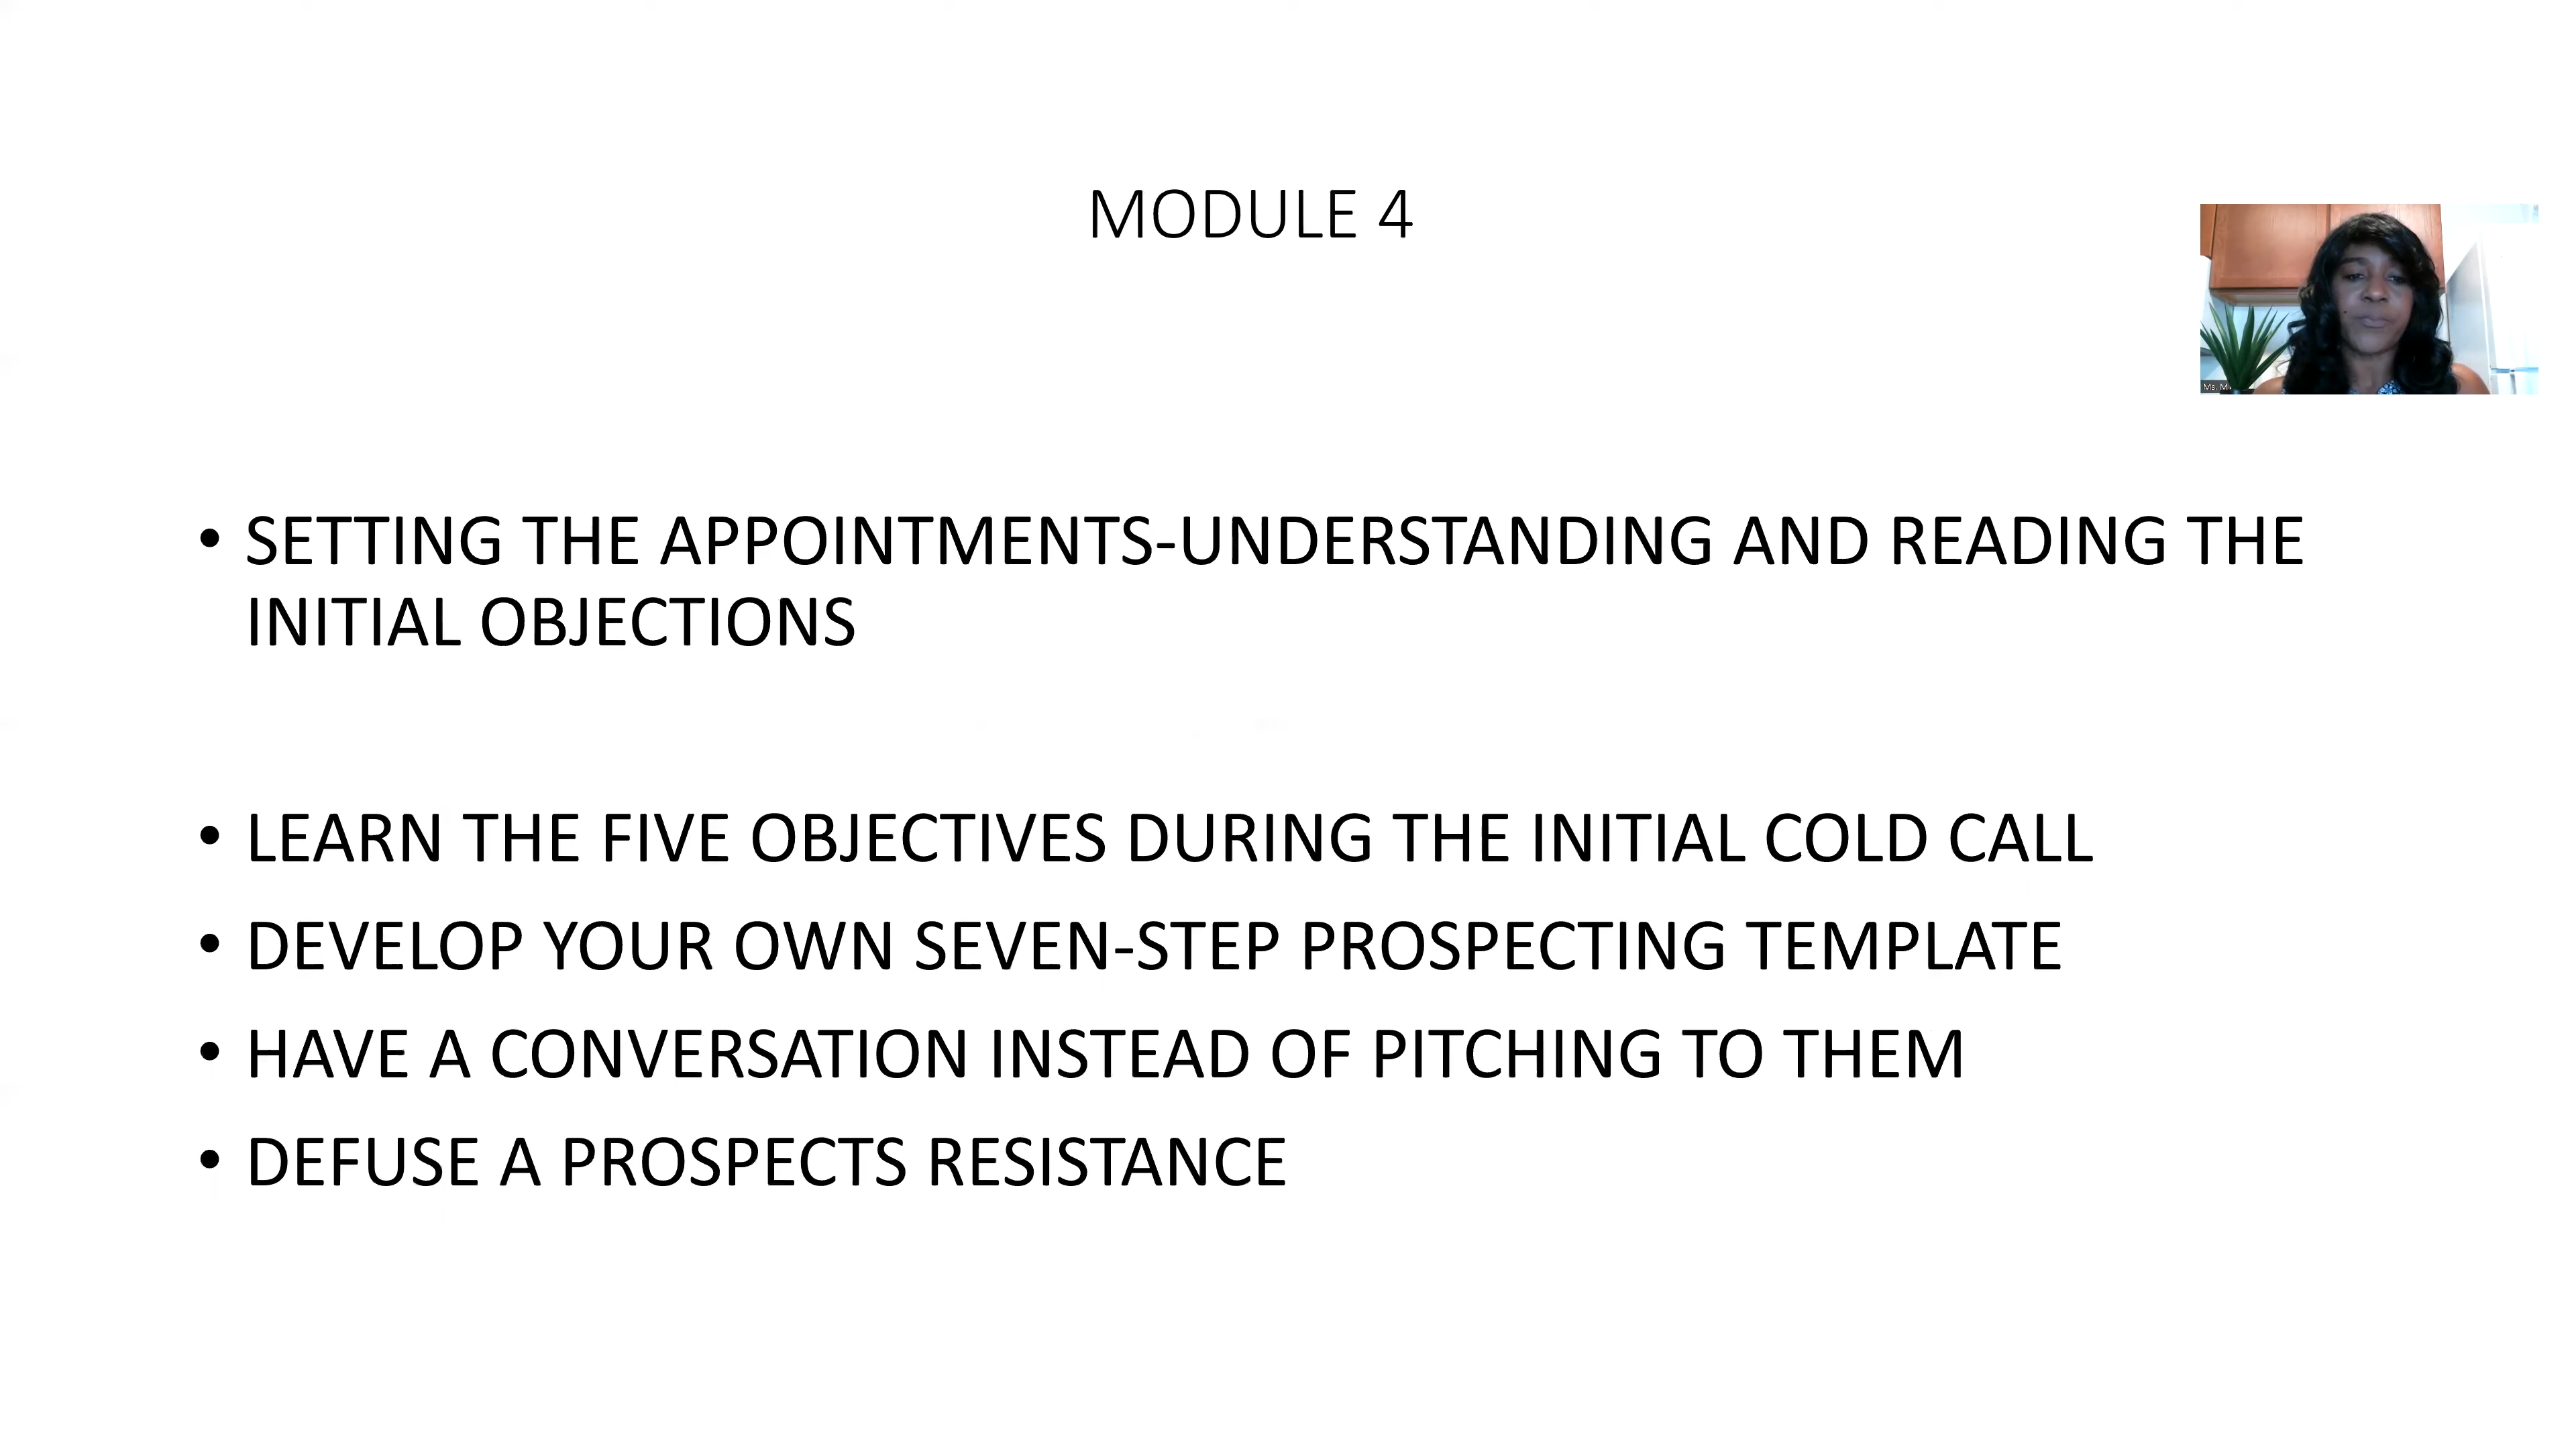 MODULE 4
Ms. M
• SETTING THE APPOINTMENTS-UNDERSTANDING AND READING THE
INITIAL OBJECTIONS
• LEARN THE FIVE OBJECTIVES DURING THE INITIAL COLD CALL
• DEVELOP YOUR OWN SEVEN-STEP PROSPECTING TEMPLATE
• HAVE A CONVERSATION INSTEAD OF PITCHING TO THEM
• DEFUSE A PROSPECTS RESISTANCE